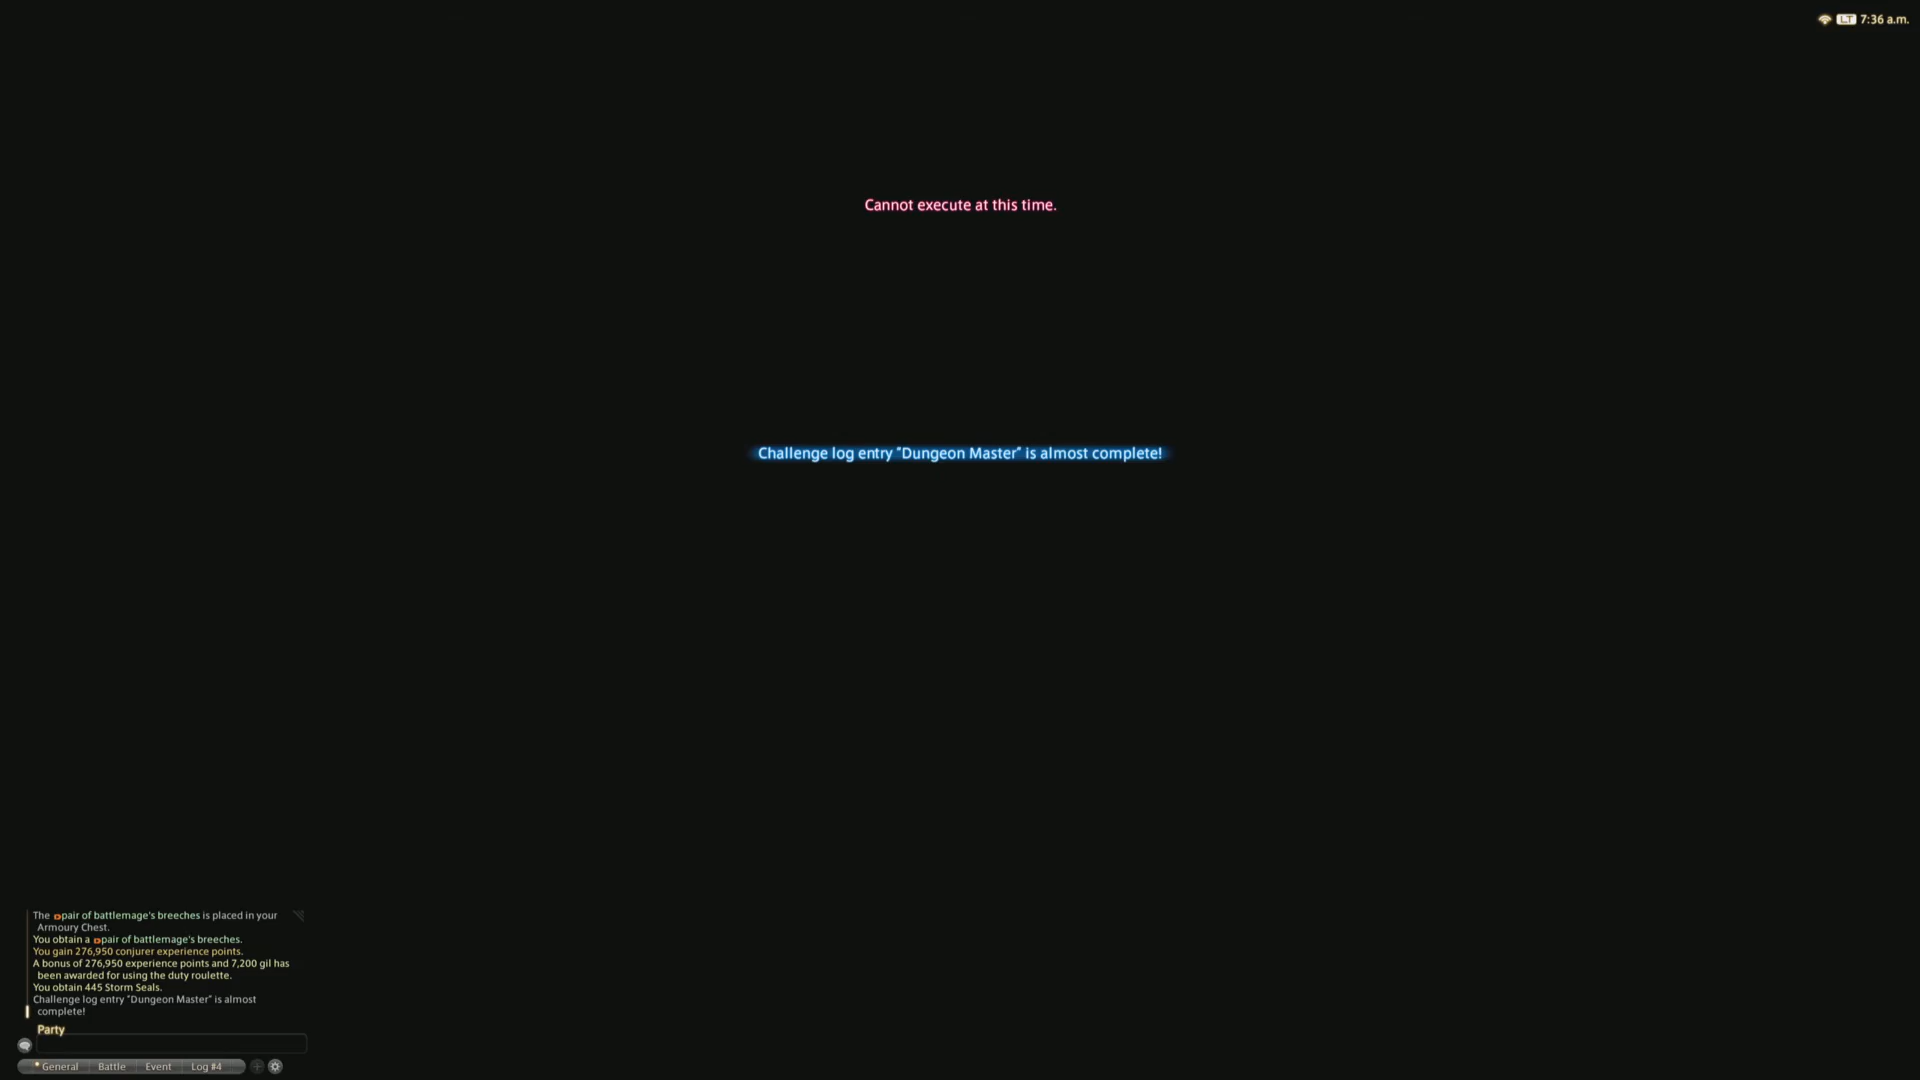 LT 7:36 a.m.
Cannot execute at this time.
Challenge log entry "Dungeon Master" is almost complete!
The pair of battlemage's breeches is placed in your
Armoury Chest.
You obtain a pair of battlemage's breeches.
You gain 276,950 conjurer experience points.
A bonus of 276,950 experience points and 7,200 gil has
been awarded for using the duty roulette.
You obtain 445 Storm Seals.
Challenge log entry "Dungeon Master" is almost
complete!
Party
General Battle Event Log #4